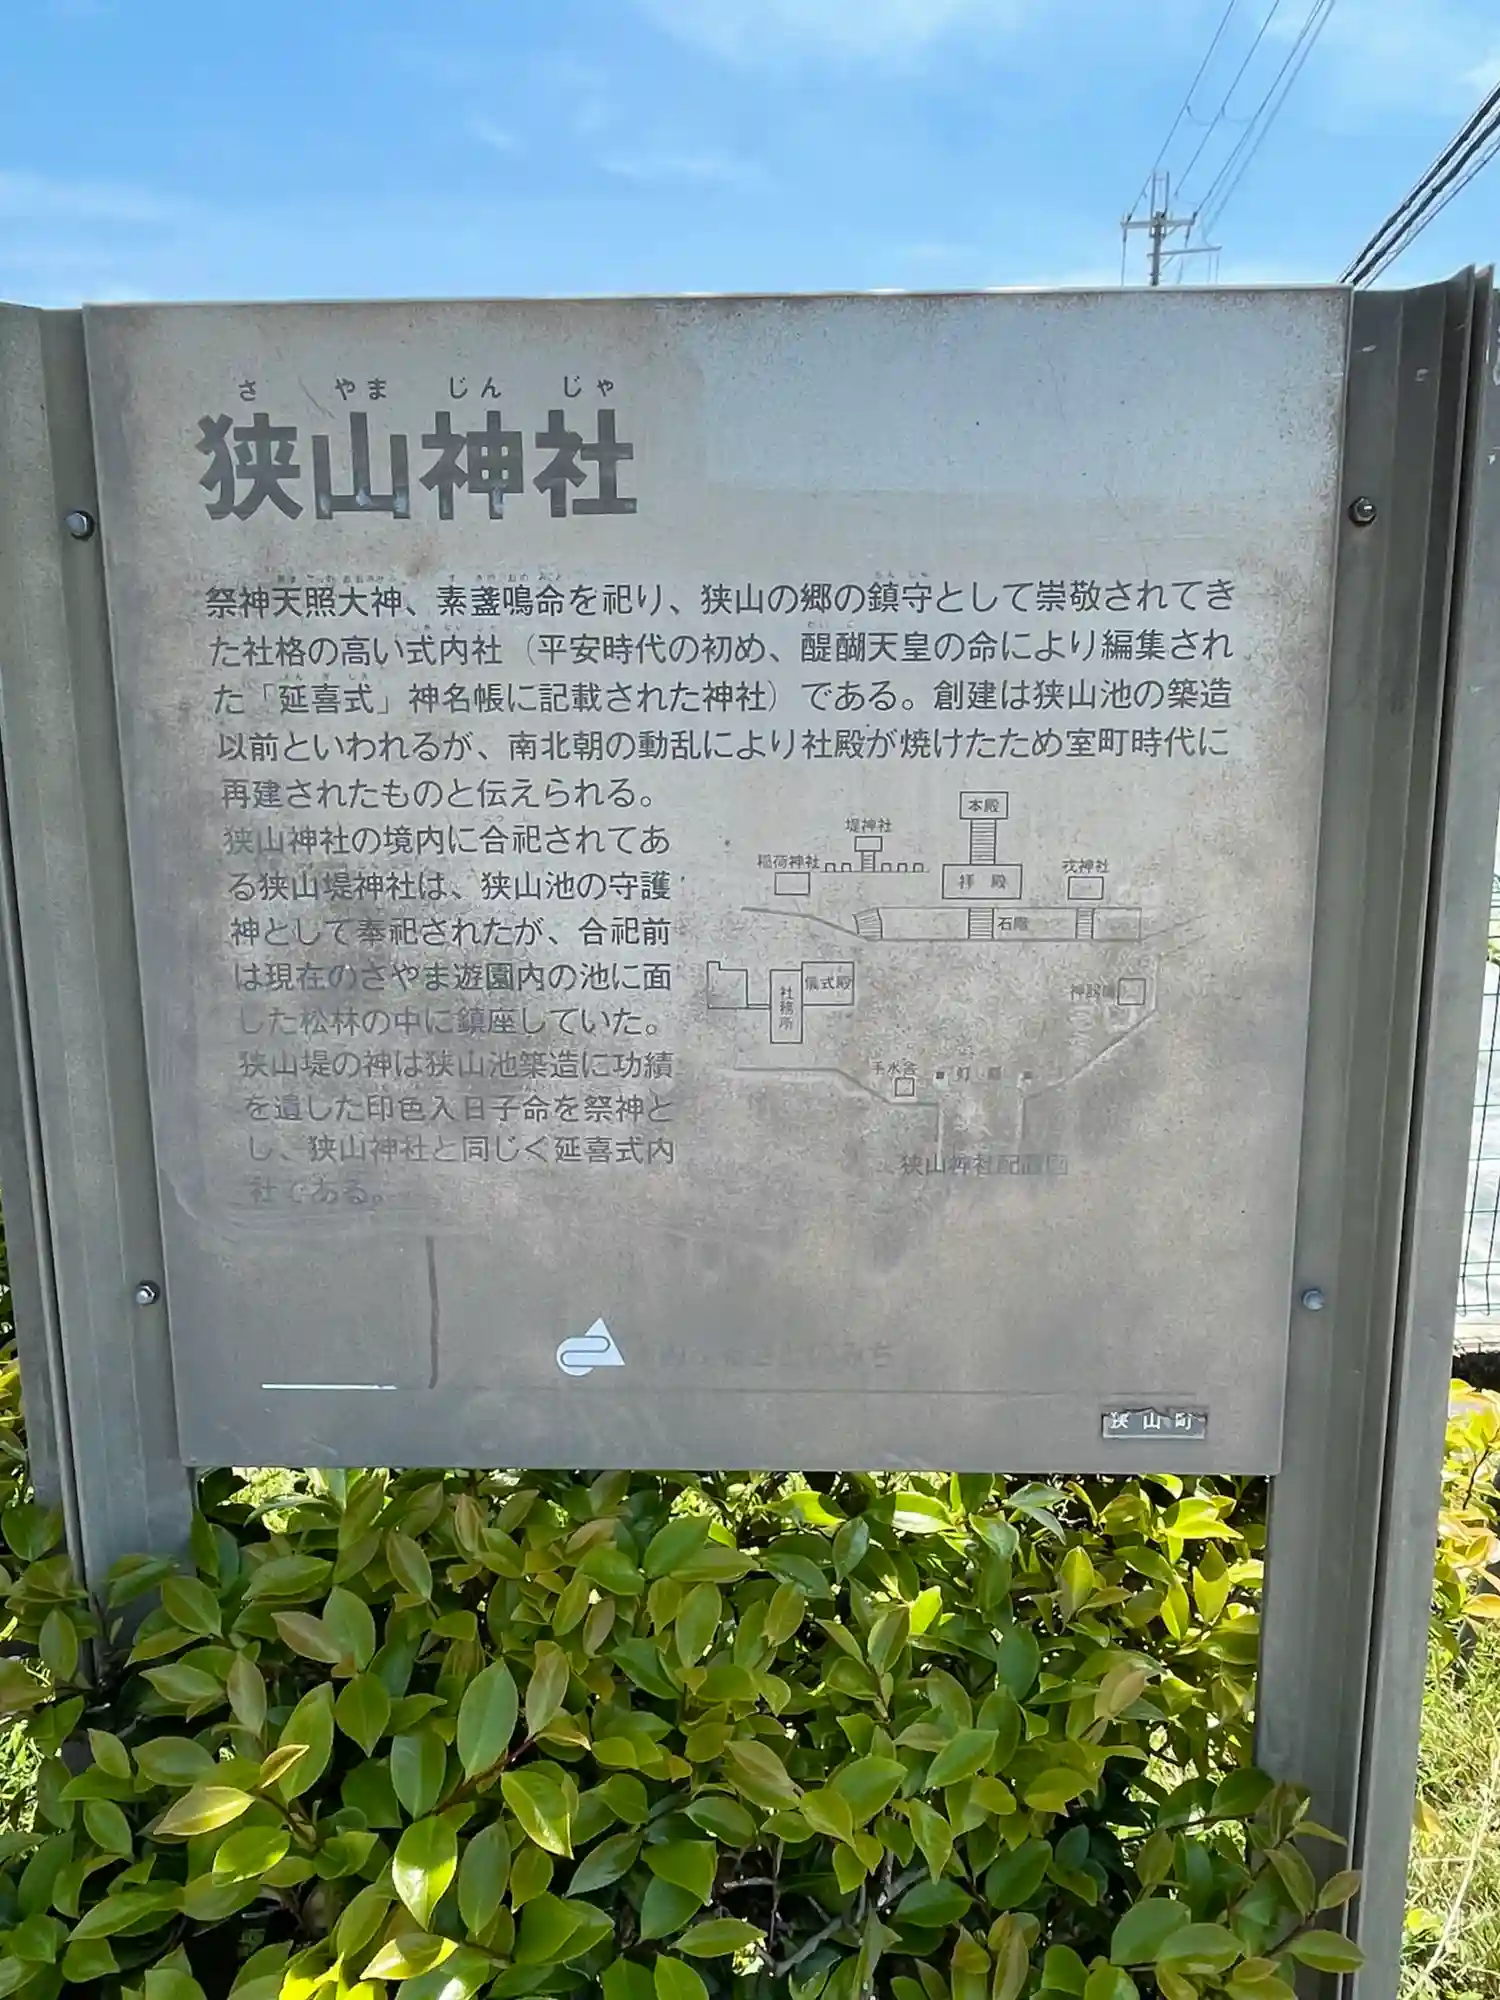 さ やま じん じゃ
狭山神社
祭神天照大神、素盞鳴命を祀り、狭山の郷の鎮守として崇敬されてき
た社格の高い式内社（平安時代の初め、醍醐天皇の命により編集され
た「延喜式」神名帳に記載された神社）である。創建は狭山池の築造
以前といわれるが、南北朝の動乱により社殿が焼けたため室町時代に
再建されたものと伝えられる。
狭山神社の境内に合祀されてあ
る狭山堤神社は、狭山池の守護
神として奉祀されたが、合祀前
は現在のさやま遊園内の池に面
した松林の中に鎮座していた。
狭山堤の神は狭山池築造に功績
を遺した印色入日子命を祭神と
し、狭山神社と同じく延喜式内
社である。
本殿
堤神社
稲荷神社
拝殿
戎神社
石階
儀式殿
社務所
手水舎
灯
狭山神社配置図
狭山町